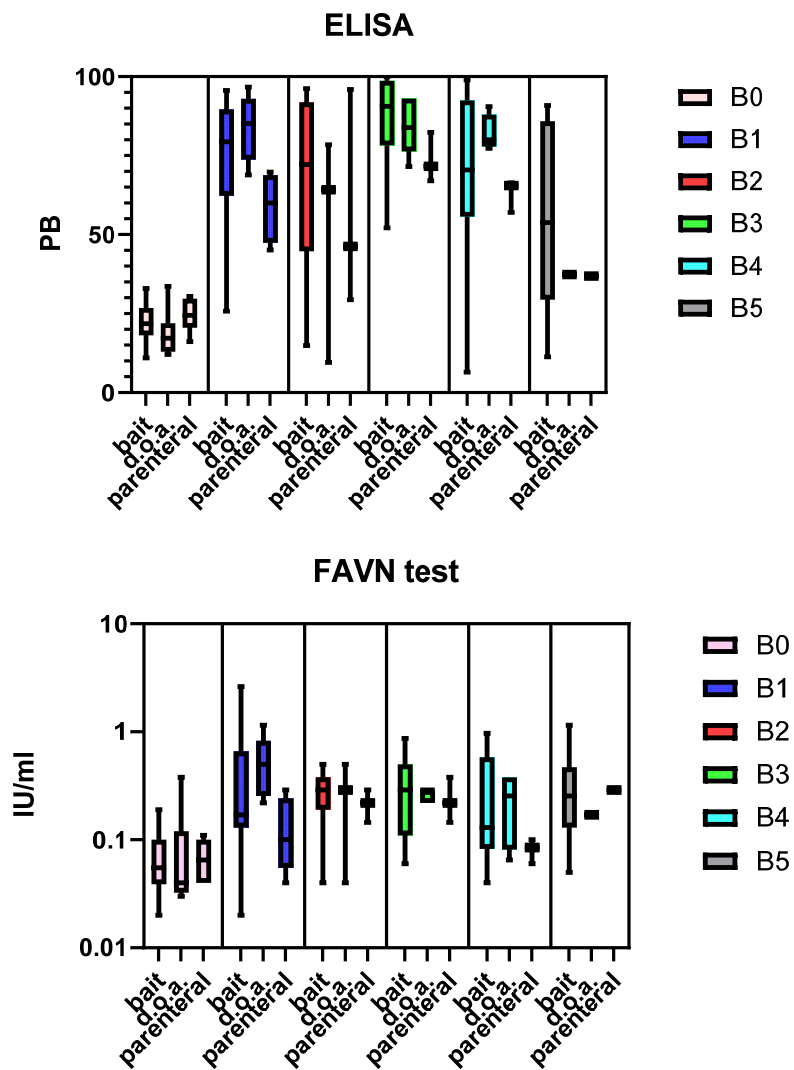 ELISA
PB
100
50
0
bait
d.o.a.
parenteral
bait
d.o.a.
parenteral
bait
d.o.a.
parenteral
bait
d.o.a.
parenteral
bait
d.o.a.
parenteral
bait
d.o.a.
parenteral
B0
B1
B2
B3
B4
B5
FAVN test
IU/ml
10
1
0.1
0.01
bait
d.o.a.
parenteral
bait
d.o.a.
parenteral
bait
d.o.a.
parenteral
bait
d.o.a.
parenteral
bait
d.o.a.
parenteral
bait
d.o.a.
parenteral
B0
B1
B2
B3
B4
B5